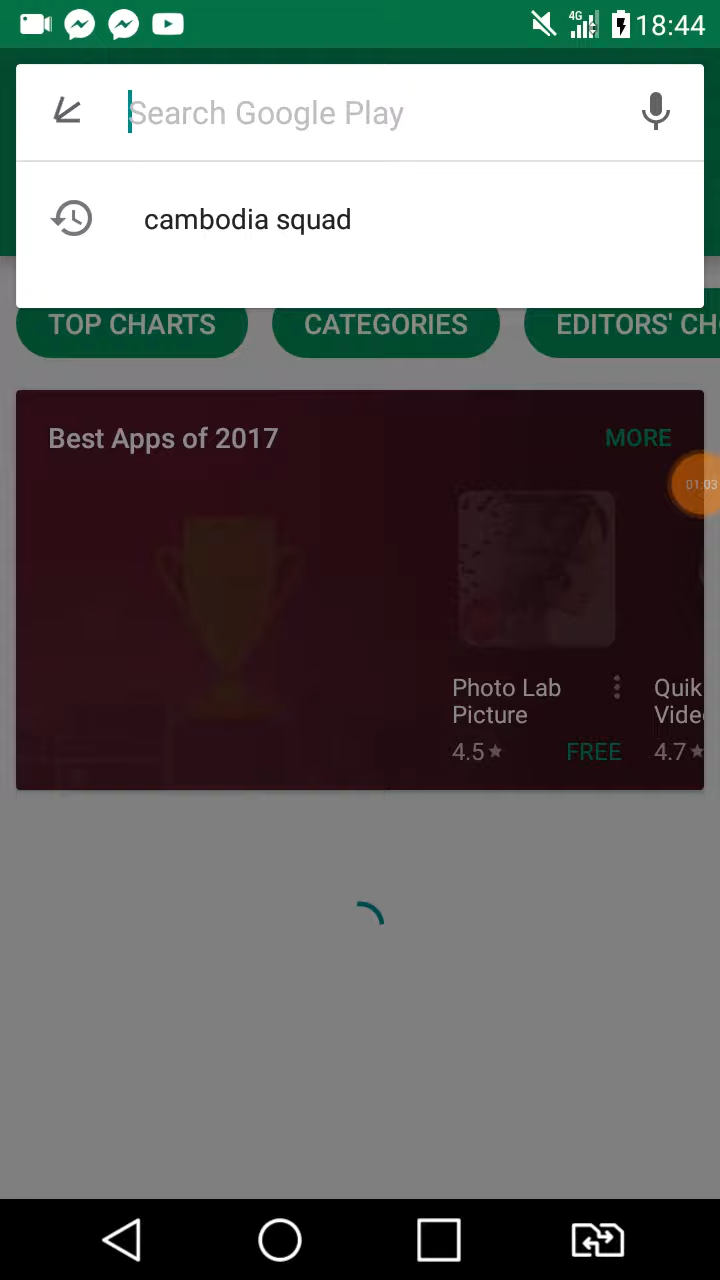 4G 18:44
Search Google Play
cambodia squad
TOP CHARTS CATEGORIES EDITORS' CH
Best Apps of 2017 MORE
01:03
Photo Lab Quik
Picture Vide
4.5 FREE 4.7